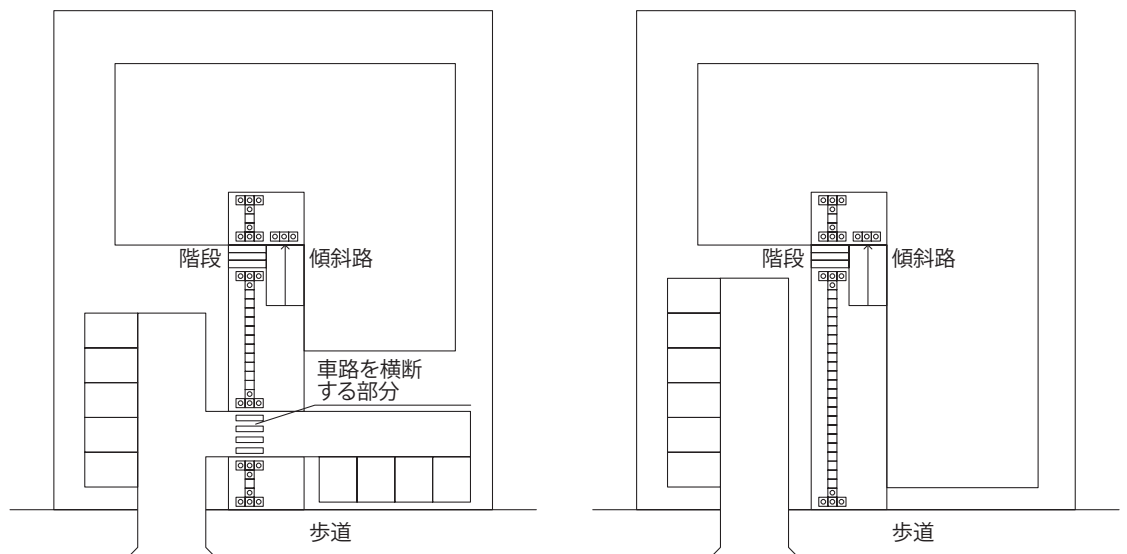 階段
傾斜路
車路を横断
する部分
歩道
階段
傾斜路
歩道